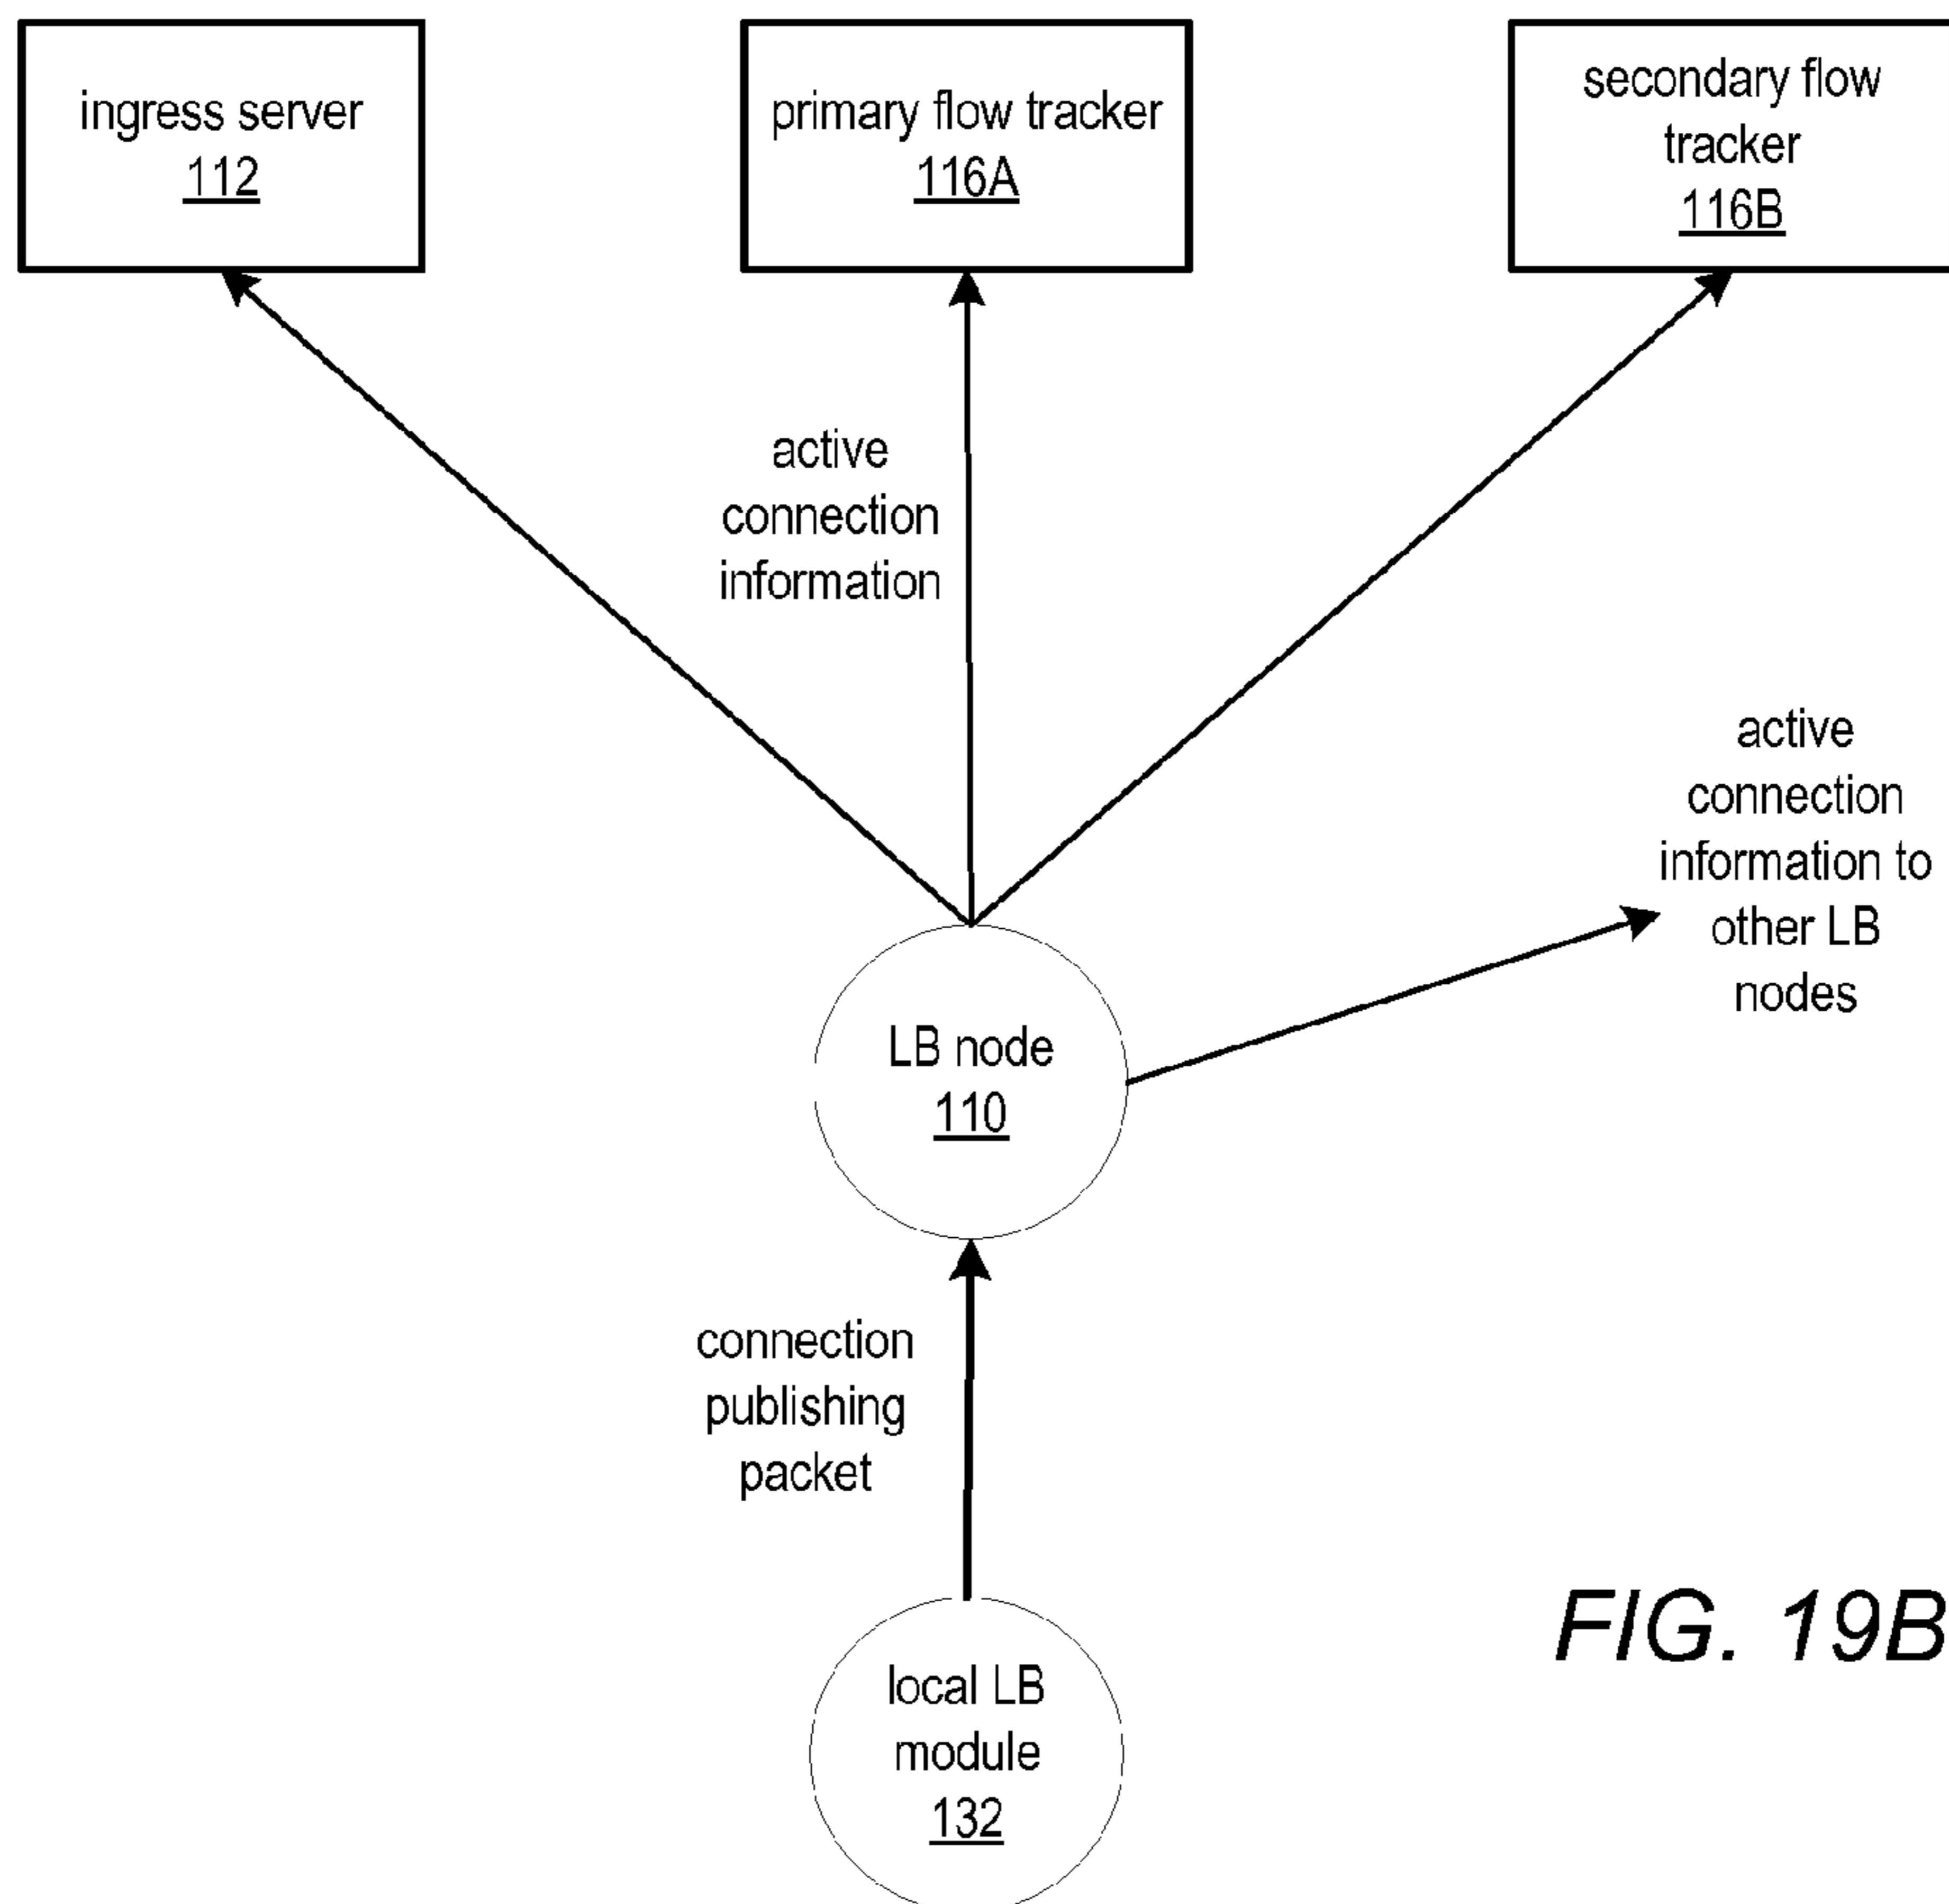 ingress server
112
primary flow tracker
116A
secondary flow
tracker
116B
active
connection
information
active
connection
information to
other LB
nodes
LB node
110
connection
publishing
packet
local LB
module
132
FIG. 19B